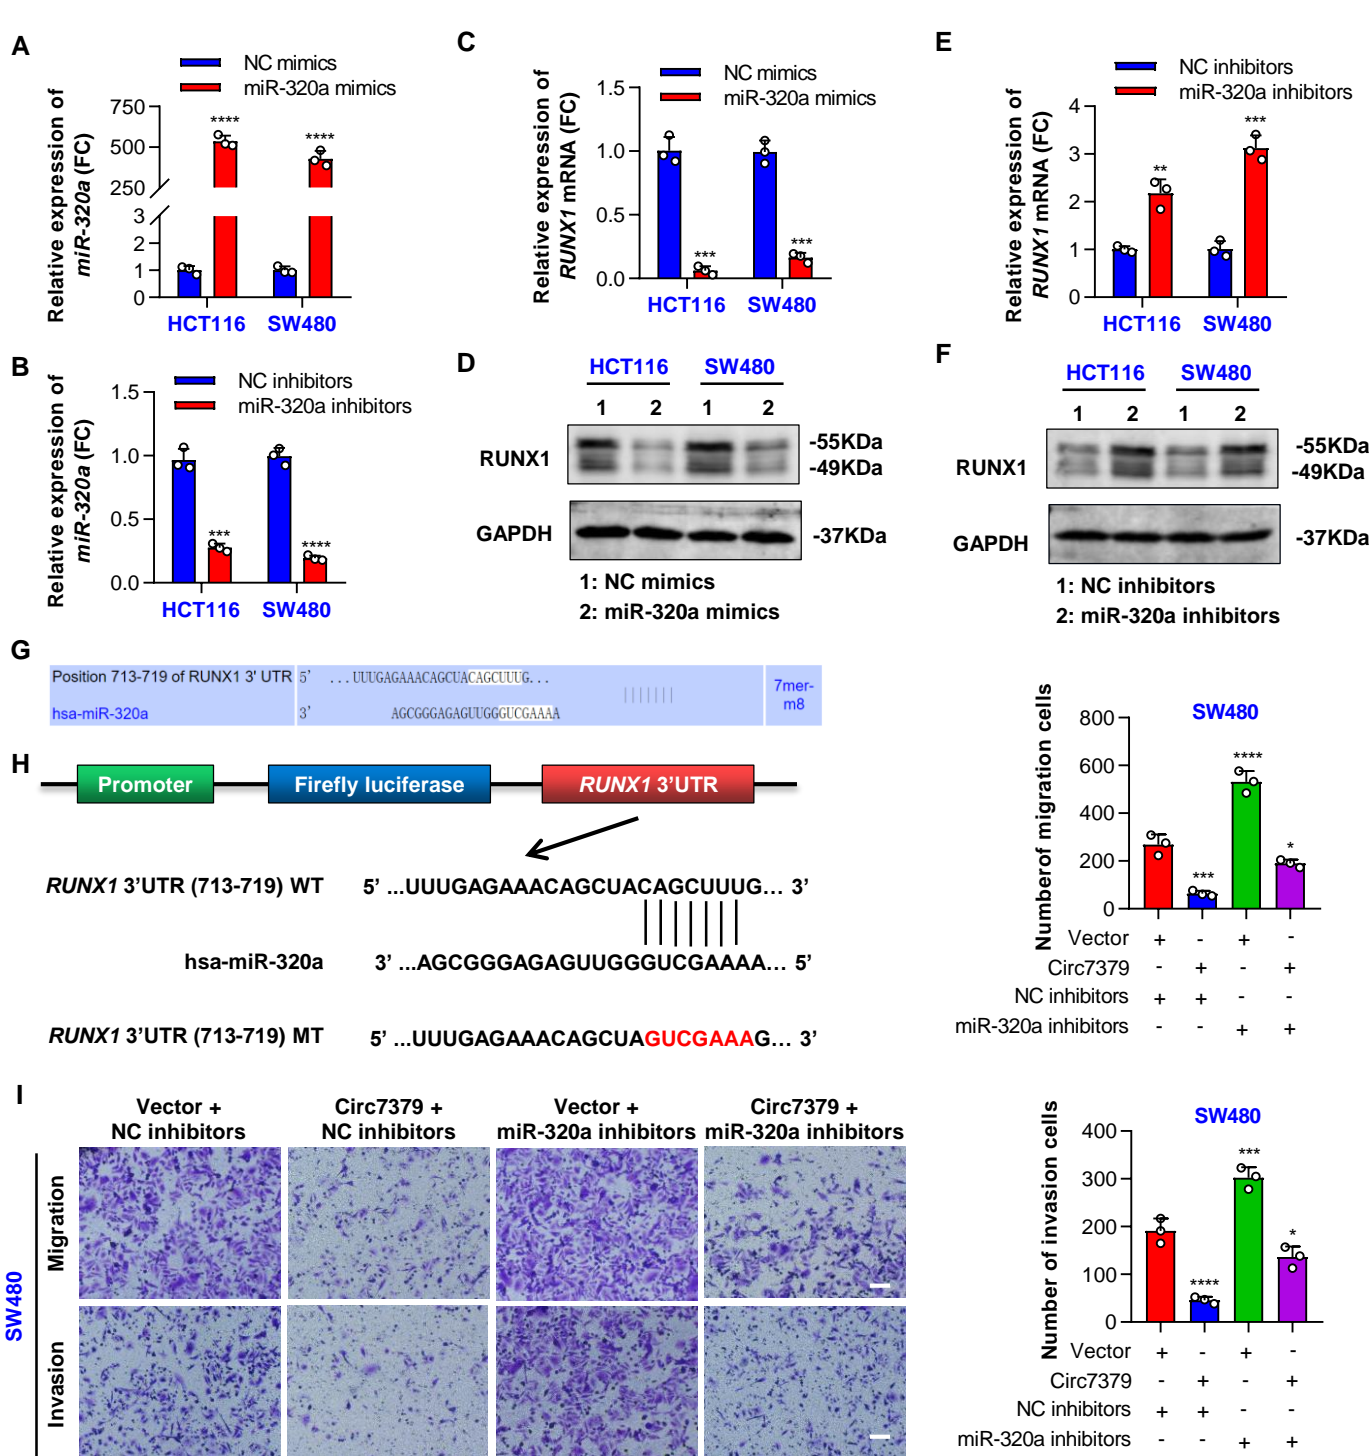 A
NC mimics
miR-320a mimics
Relative expression of
miR-320a (FC)
750
500
250
3
2
1
0
****
****
HCT116 SW480
B
NC inhibitors
miR-320a inhibitors
Relative expression of
miR-320a (FC)
1.5
1.0
0.5
0.0
***
****
HCT116 SW480
C
NC mimics
miR-320a mimics
Relative expression of
RUNX1 mRNA (FC)
1.5
1.0
0.5
0.0
***
***
HCT116 SW480
D
HCT116 SW480
1 2 1 2
RUNX1
-55KDa
-49KDa
GAPDH
-37KDa
1: NC mimics
2: miR-320a mimics
E
NC inhibitors
miR-320a inhibitors
Relative expression of
RUNX1 mRNA (FC)
4
3
2
1
0
**
***
HCT116 SW480
F
HCT116 SW480
1 2 1 2
RUNX1
-55KDa
-49KDa
GAPDH
-37KDa
1: NC inhibitors
2: miR-320a inhibitors
G
Position 713-719 of RUNX1 3' UTR 5' ...UUUGAGAAACAGCUACAGCUUUG...
hsa-miR-320a 3' AGCGGGAGAGUUGGGUCGAAAA
7mer-
m8
H
Promoter Firefly luciferase RUNX1 3'UTR
RUNX1 3'UTR (713-719) WT 5' ...UUUGAGAAACAGCUACAGCUUUG... 3'
hsa-miR-320a 3' ...AGCGGGAGAGUUGGGUCGAAAA... 5'
RUNX1 3'UTR (713-719) MT 5' ...UUUGAGAAACAGCUAGUCGAAAG... 3'
I
Vector +
NC inhibitors
Circ7379 +
NC inhibitors
Vector +
miR-320a inhibitors
Circ7379 +
miR-320a inhibitors
SW480
Migration
Invasion
SW480
Numberof migration cells
800
600
400
200
0
***
****
*
Vector + - + -
Circ7379 - + - +
NC inhibitors + + - -
miR-320a inhibitors - - + +
SW480
Number of invasion cells
400
300
200
100
0
****
***
*
Vector + - + -
Circ7379 - + - +
NC inhibitors + + - -
miR-320a inhibitors - - + +